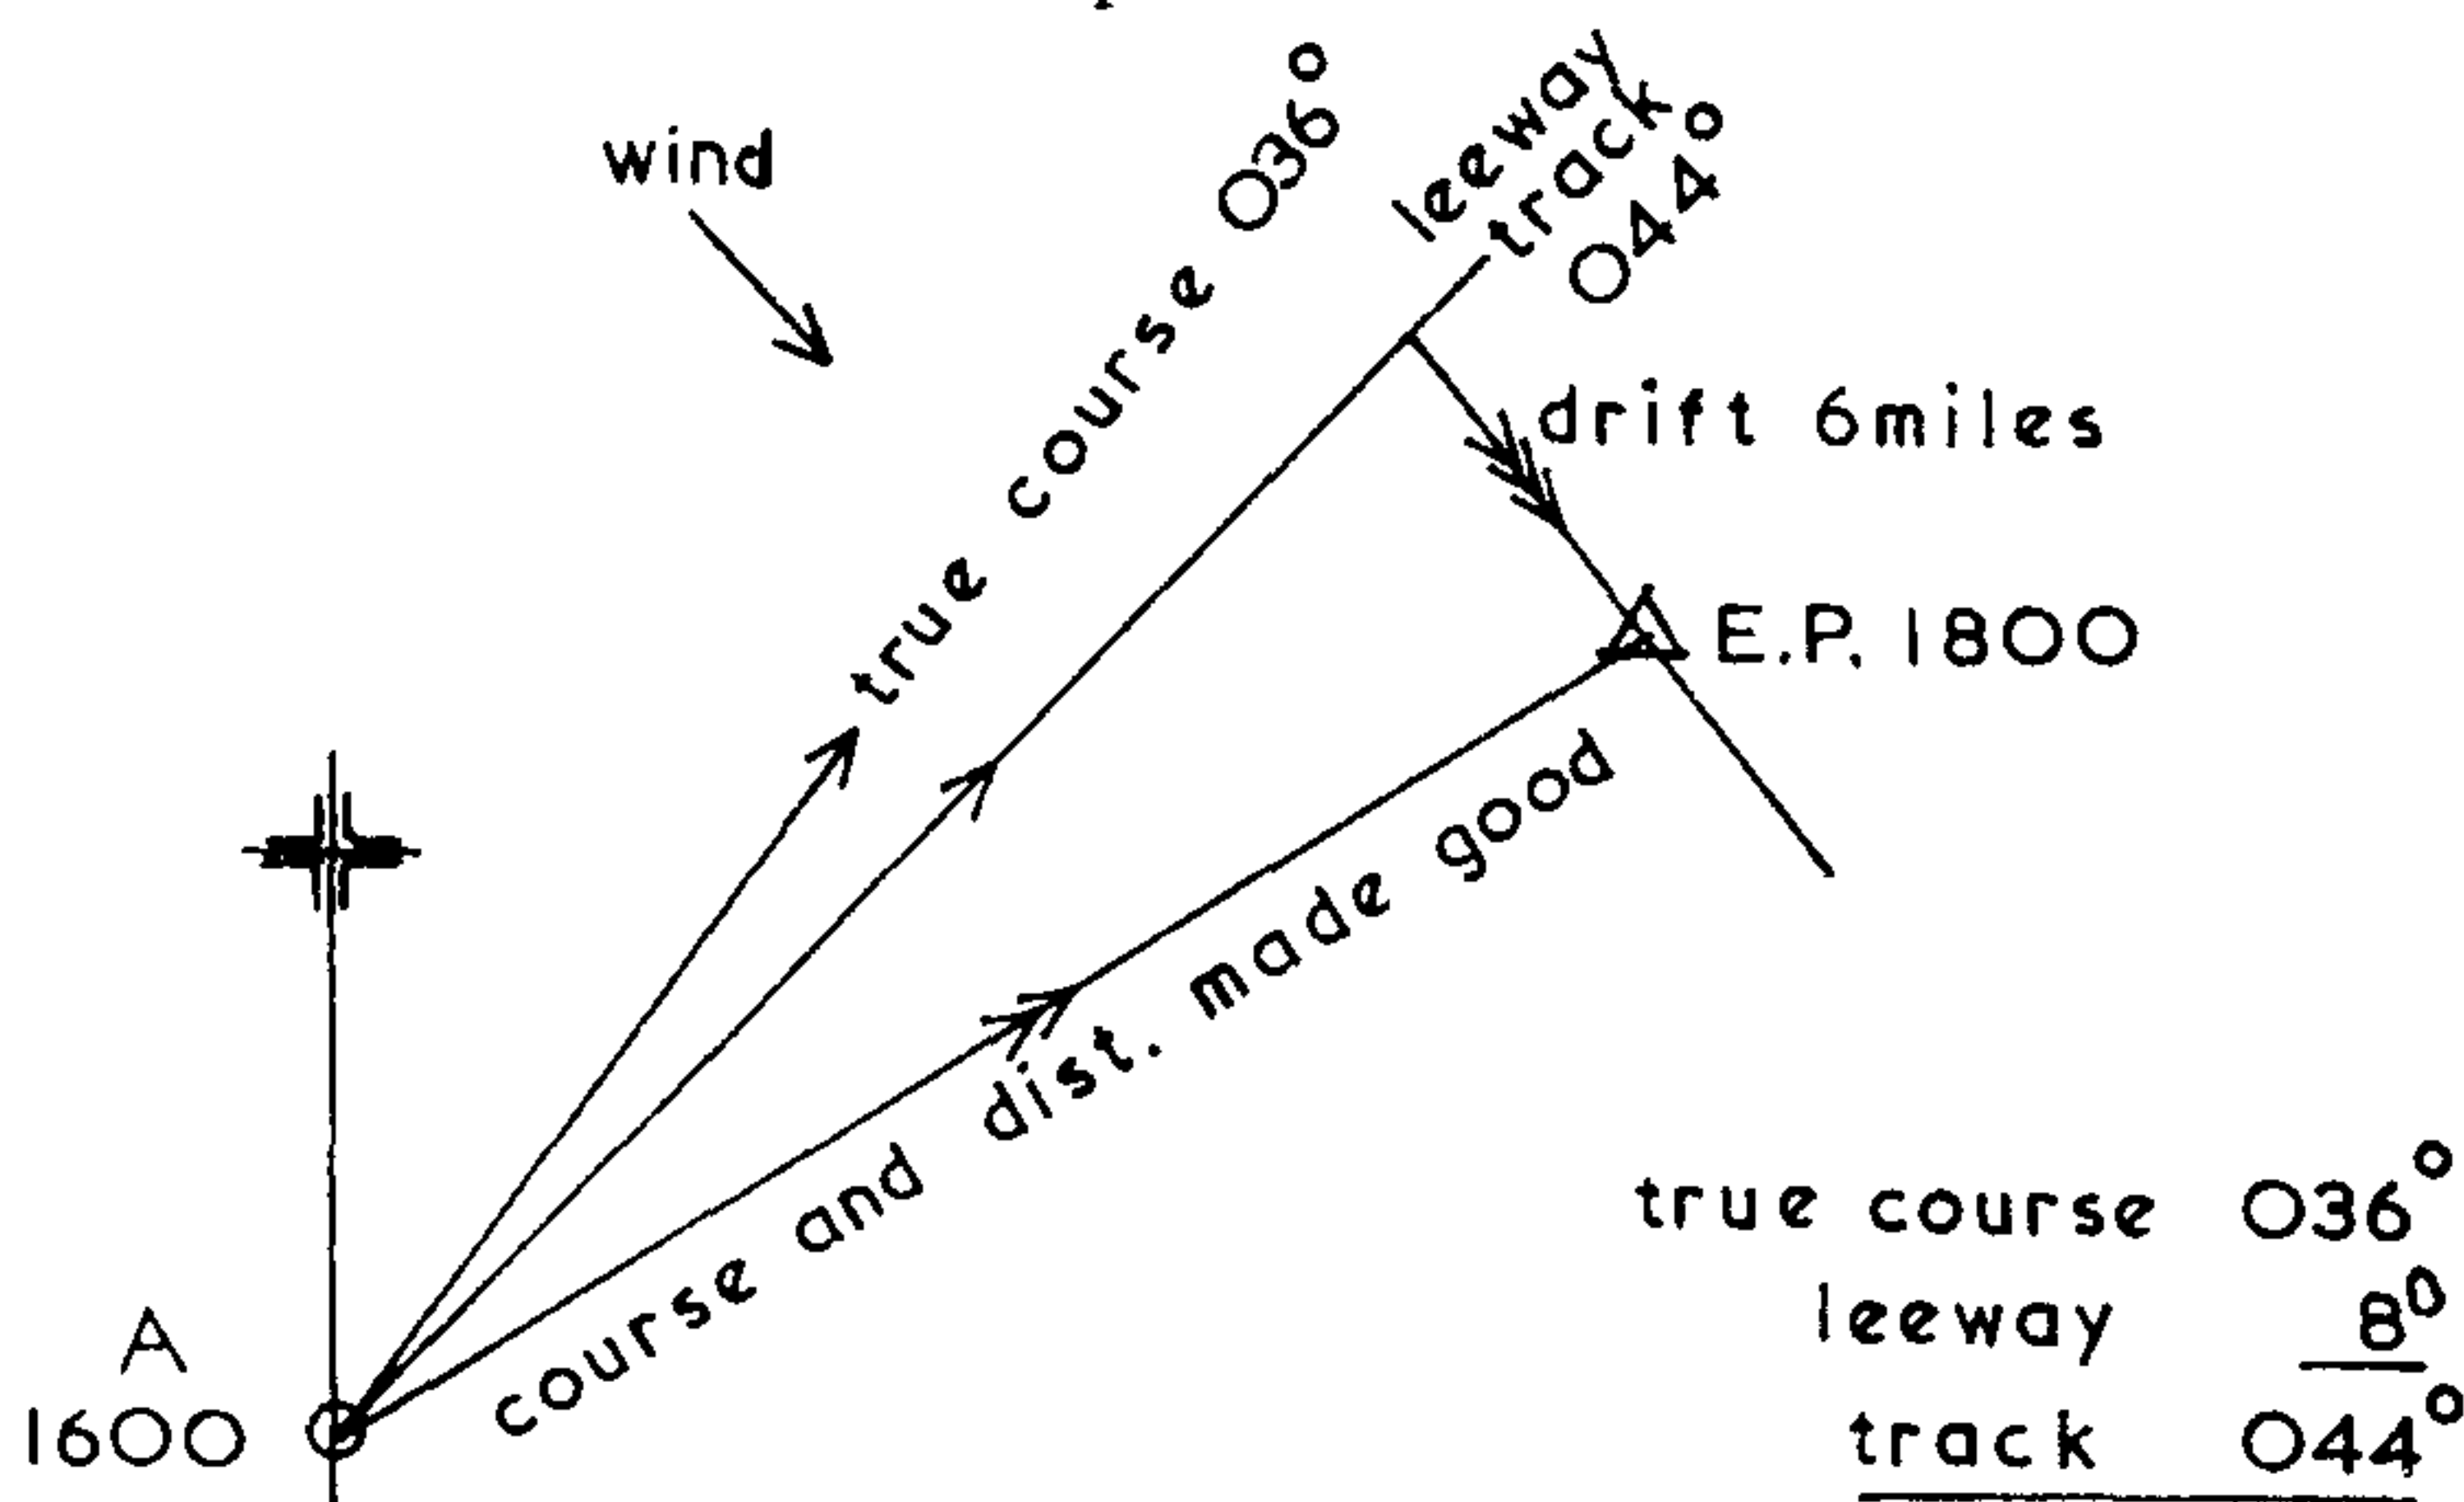 wind
true course 036°
leeway
track
044°
drift 6miles
E.P. 1800
course and dist. made good
A
1600
true course 036°
leeway 8°
track 044°